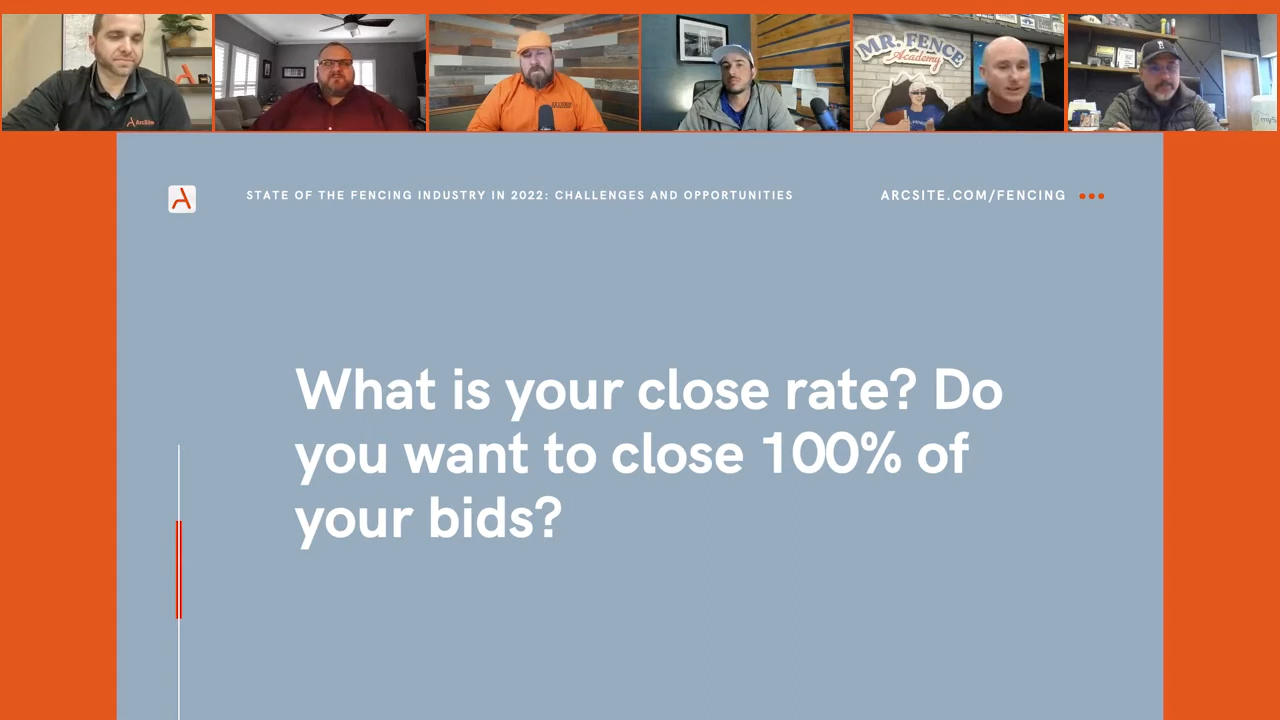 ArcSite
MR. FENCE
Academy
STATE OF THE FENCING INDUSTRY IN 2022: CHALLENGES AND OPPORTUNITIES
ARCSITE.COM/FENCING
What is your close rate? Do
you want to close 100% of
your bids?